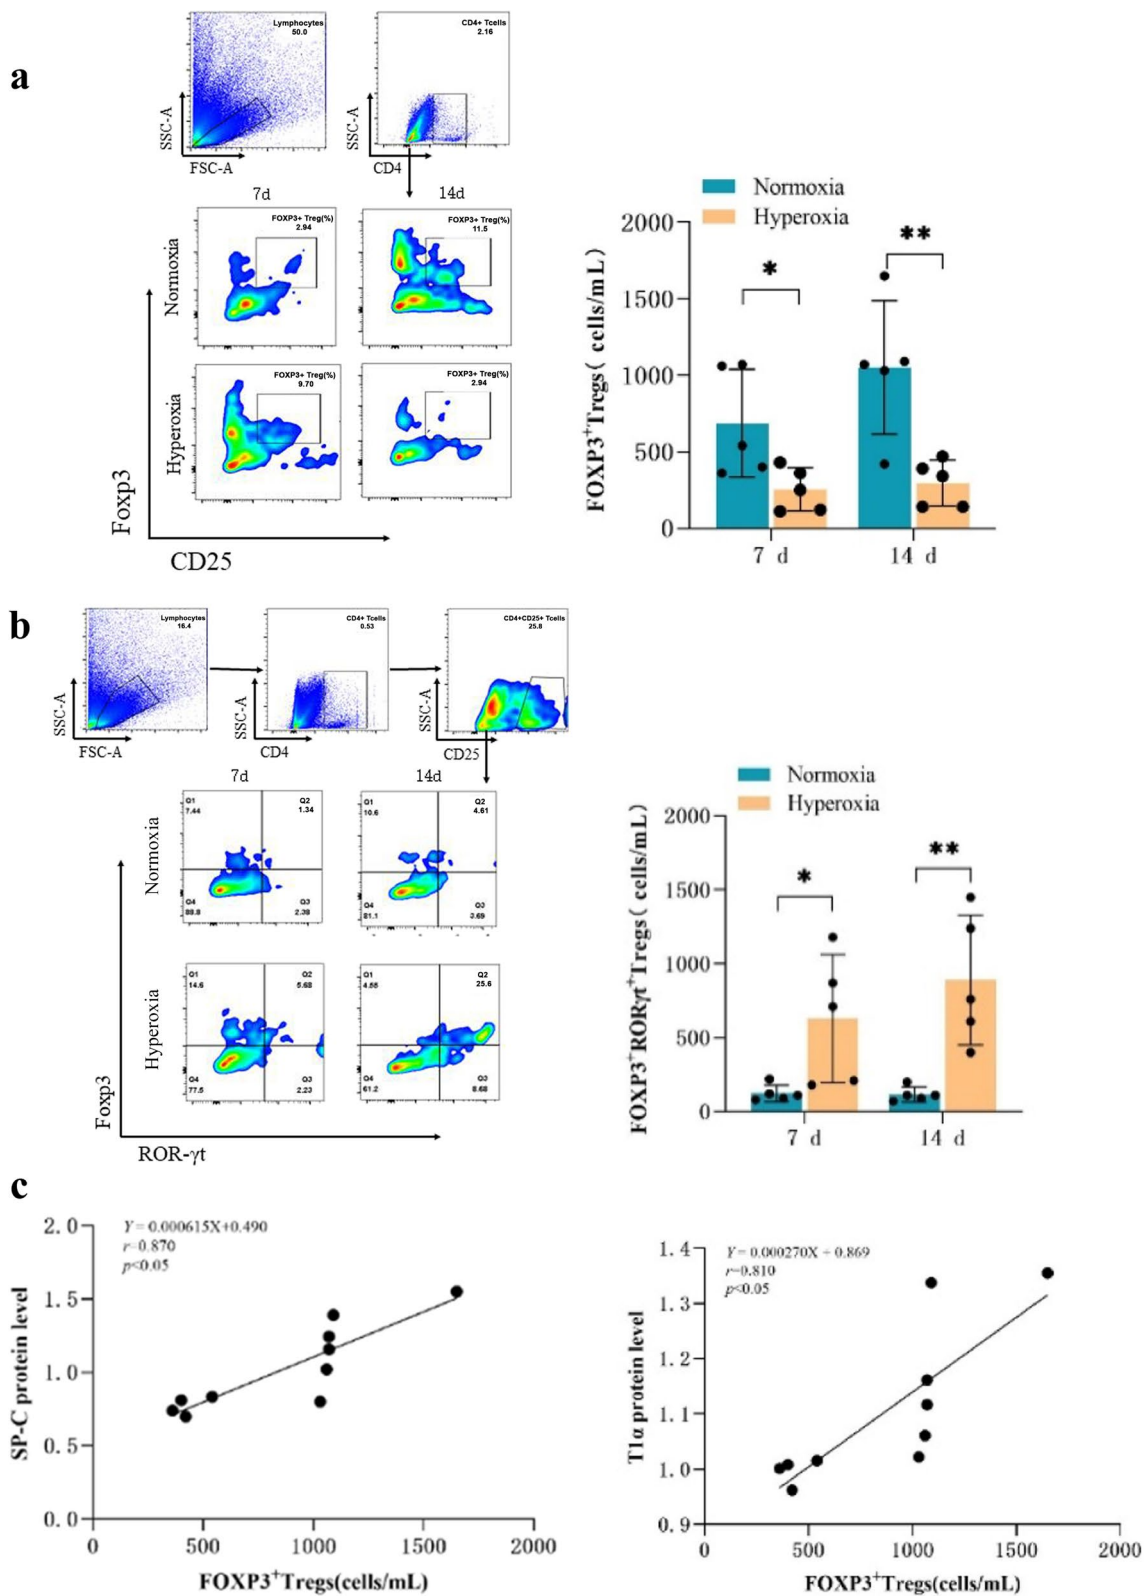 a
Lymphocytes
50.0
SSC-A
FSC-A
CD4+ Tcells
2.16
SSC-A
CD4
7d
14d
Normoxia
FOXP3+ Treg(%)
2.94
FOXP3+ Treg(%)
11.5
Hyperoxia
FOXP3+ Treg(%)
9.70
FOXP3+ Treg(%)
2.94
Foxp3
CD25
Normoxia
Hyperoxia
FOXP3+Tregs( cells/mL)
2000
1500
1000
500
0
*
**
7 d
14 d
b
Lymphocytes
16.4
SSC-A
FSC-A
CD4+ Tcells
0.53
SSC-A
CD4
CD4+CD25+ Tcells
25.8
SSC-A
CD25
7d
14d
Normoxia
Q1
7.44
Q2
1.34
Q4
88.8
Q3
2.38
Q1
10.6
Q2
4.61
Q4
81.1
Q3
3.69
Hyperoxia
Q1
14.6
Q2
5.68
Q4
77.5
Q3
2.23
Q1
4.55
Q2
25.6
Q4
61.2
Q3
8.68
Foxp3
ROR-γt
Normoxia
Hyperoxia
FOXP3+RORγt+Tregs( cells/mL)
2000
1500
1000
500
0
*
**
7 d
14 d
c
Y = 0.000615X+0.490
r=0.870
p<0.05
SP-C protein level
2.0
1.5
1.0
0.5
0.0
0
500
1000
1500
2000
FOXP3+Tregs(cells/mL)
Y = 0.000270X + 0.869
r=0.810
p<0.05
T1α protein level
1.4
1.3
1.2
1.1
1.0
0.9
0
500
1000
1500
2000
FOXP3+Tregs(cells/mL)